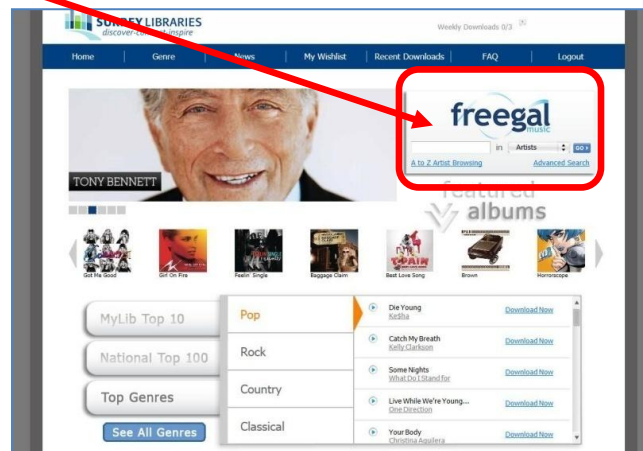 SURREY LIBRARIES
discover-connect-inspire
Weekly Downloads 0/3
Home Genre News My Wishlist Recent Downloads FAQ Logout
freegal
music
in Artists GO
A to Z Artist Browsing Advanced Search
TONY BENNETT
featured
albums
Got Me Good Girl On Fire Feelin' Single Baggage Claim Best Love Song Brown Horrorscope
MyLib Top 10
National Top 100
Top Genres
See All Genres
Pop
Rock
Country
Classical
Die Young Download Now
Ke$ha
Catch My Breath Download Now
Kelly Clarkson
Some Nights Download Now
What Do I Stand for
Live While We're Young... Download Now
One Direction
Your Body Download Now
Christina Aguilera